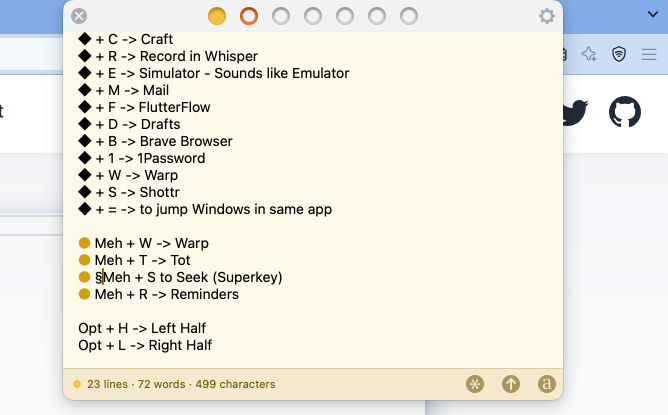 ◆ + C -> Craft
◆ + R -> Record in Whisper
◆ + E -> Simulator - Sounds like Emulator
◆ + M -> Mail
◆ + F -> FlutterFlow
◆ + D -> Drafts
◆ + B -> Brave Browser
◆ + 1 -> 1Password
◆ + W -> Warp
◆ + S -> Shottr
◆ + = -> to jump Windows in same app
Meh + W -> Warp
Meh + T -> Tot
§Meh + S to Seek (Superkey)
Meh + R -> Reminders
Opt + H -> Left Half
Opt + L -> Right Half
23 lines · 72 words · 499 characters
a
t